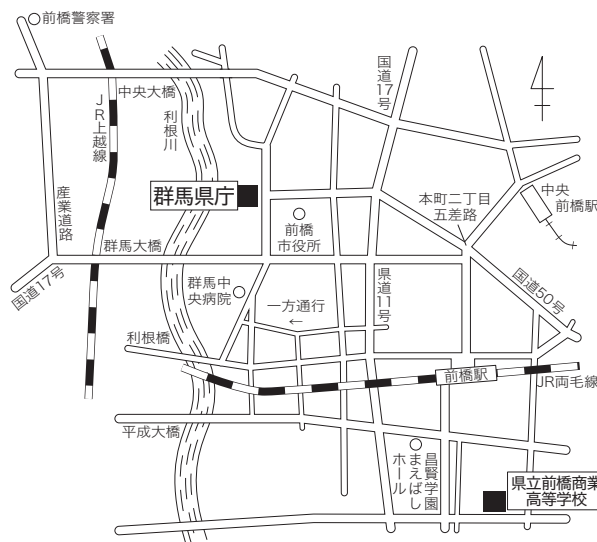 前橋警察署
国道17号
中央大橋
JR上越線
利根川
群馬県庁
産業道路
本町二丁目
五差路
中央
前橋駅
前橋
市役所
群馬大橋
国道17号
群馬中
央病院
一方通行
←
県道11号
国道50号
利根橋
前橋駅
JR両毛線
平成大橋
昌賢学園
まえばし
ホール
県立前橋商業
高等学校